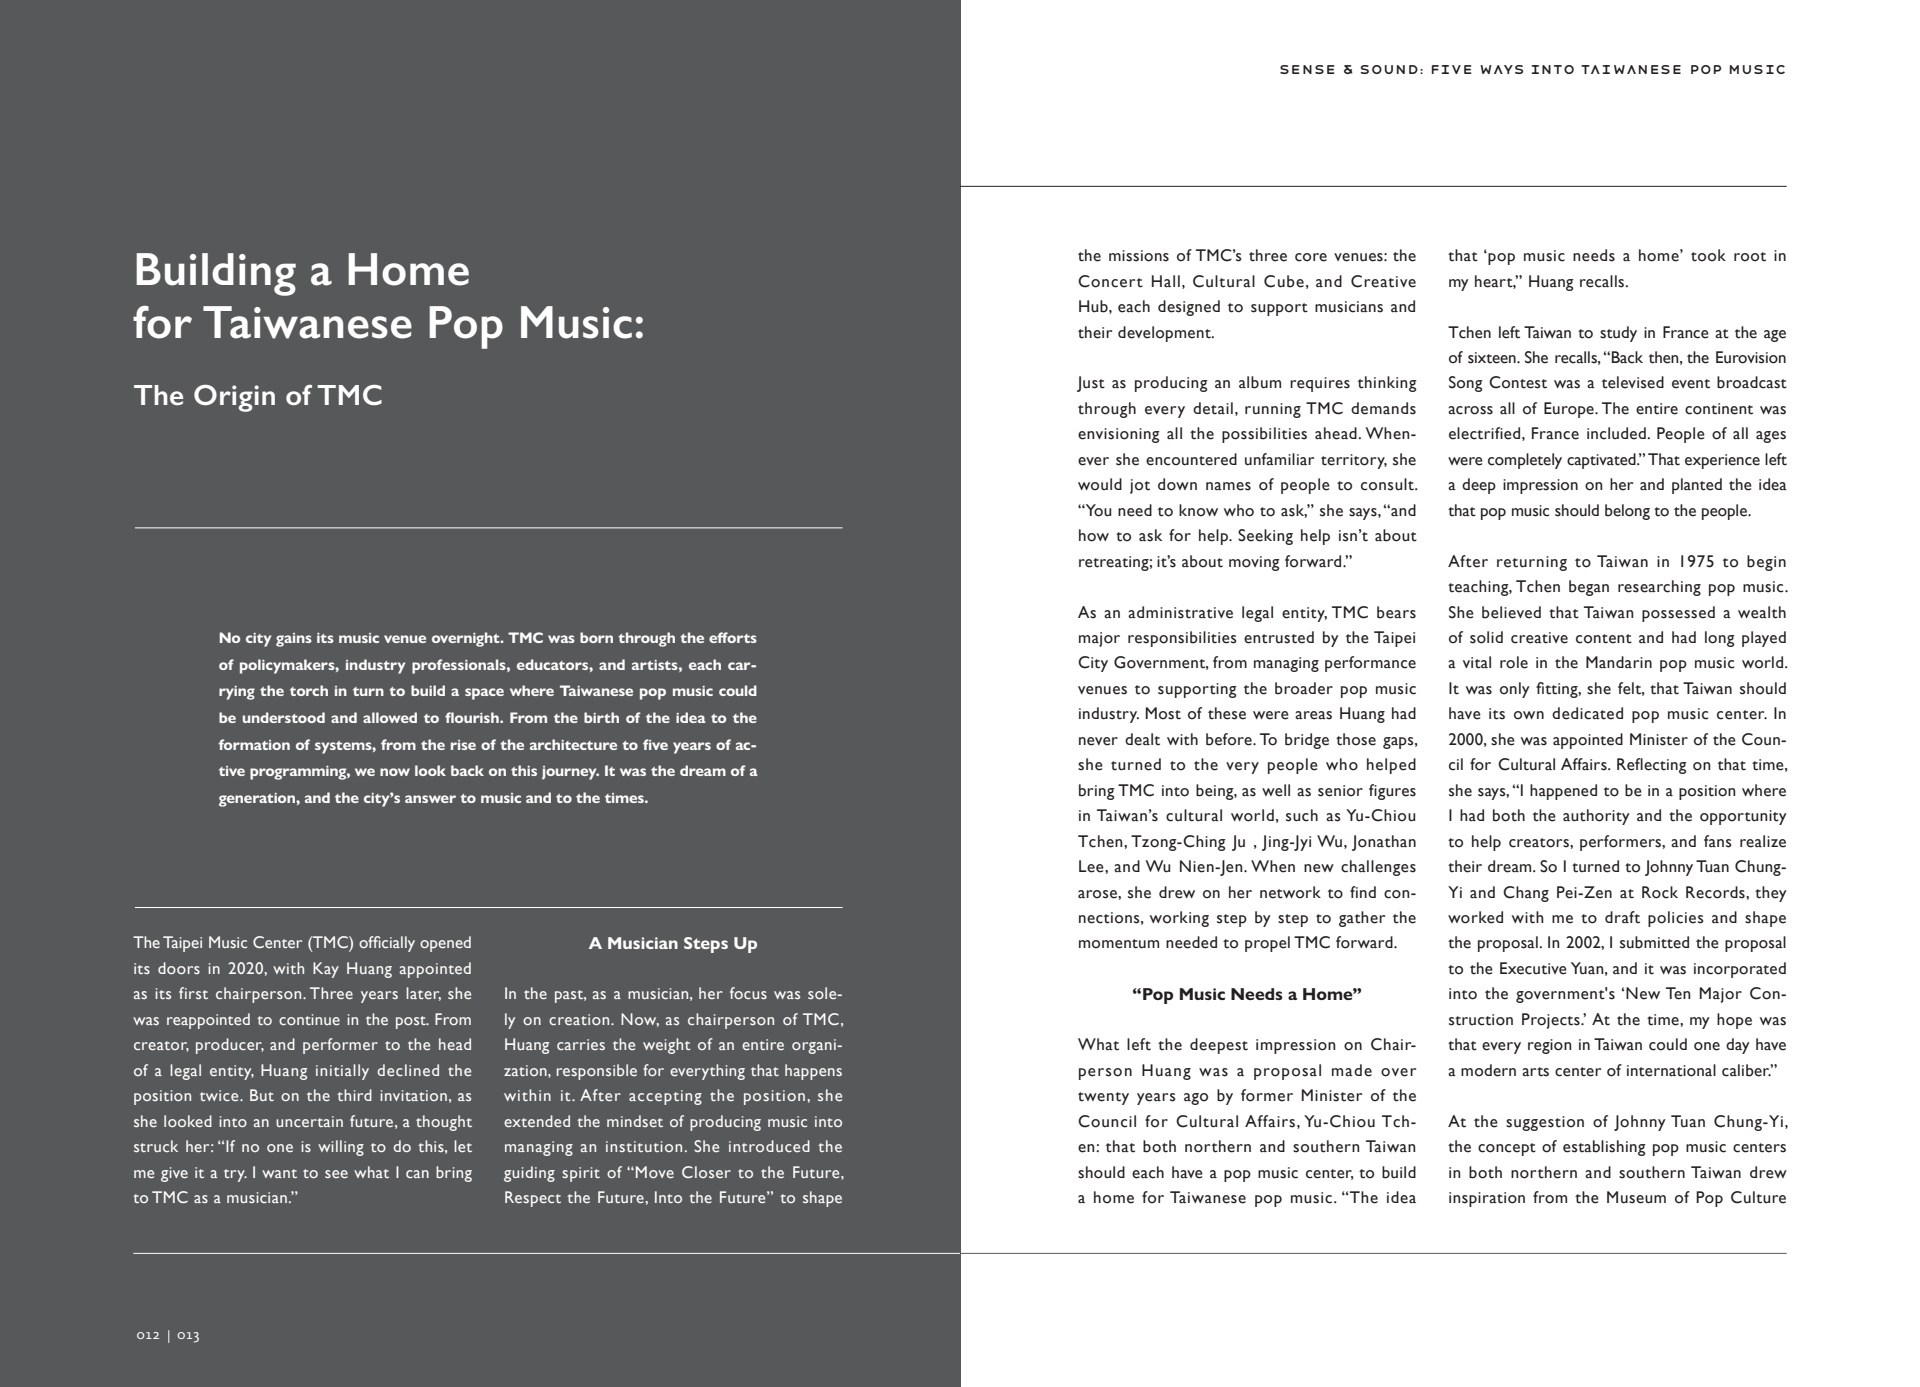 SENSE & SOUND: FIVE WAYS INTO TAIWANESE POP MUSIC
Building a Home
for Taiwanese Pop Music:
The Origin of TMC
No city gains its music venue overnight. TMC was born through the efforts
of policymakers, industry professionals, educators, and artists, each car-
rying the torch in turn to build a space where Taiwanese pop music could
be understood and allowed to flourish. From the birth of the idea to the
formation of systems, from the rise of the architecture to five years of ac-
tive programming, we now look back on this journey. It was the dream of a
generation, and the city’s answer to music and to the times.
The Taipei Music Center (TMC) officially opened
its doors in 2020, with Kay Huang appointed
as its first chairperson. Three years later, she
was reappointed to continue in the post. From
creator, producer, and performer to the head
of a legal entity, Huang initially declined the
position twice. But on the third invitation, as
she looked into an uncertain future, a thought
struck her: “If no one is willing to do this, let
me give it a try. I want to see what I can bring
to TMC as a musician.”
A Musician Steps Up
In the past, as a musician, her focus was sole-
ly on creation. Now, as chairperson of TMC,
Huang carries the weight of an entire organi-
zation, responsible for everything that happens
within it. After accepting the position, she
extended the mindset of producing music into
managing an institution. She introduced the
guiding spirit of “Move Closer to the Future,
Respect the Future, Into the Future” to shape
the missions of TMC’s three core venues: the
Concert Hall, Cultural Cube, and Creative
Hub, each designed to support musicians and
their development.
Just as producing an album requires thinking
through every detail, running TMC demands
envisioning all the possibilities ahead. When-
ever she encountered unfamiliar territory, she
would jot down names of people to consult.
“You need to know who to ask,” she says, “and
how to ask for help. Seeking help isn’t about
retreating; it’s about moving forward.”
As an administrative legal entity, TMC bears
major responsibilities entrusted by the Taipei
City Government, from managing performance
venues to supporting the broader pop music
industry. Most of these were areas Huang had
never dealt with before. To bridge those gaps,
she turned to the very people who helped
bring TMC into being, as well as senior figures
in Taiwan’s cultural world, such as Yu-Chiou
Tchen, Tzong-Ching Ju , Jing-Jyi Wu, Jonathan
Lee, and Wu Nien-Jen. When new challenges
arose, she drew on her network to find con-
nections, working step by step to gather the
momentum needed to propel TMC forward.
“Pop Music Needs a Home”
What left the deepest impression on Chair-
person Huang was a proposal made over
twenty years ago by former Minister of the
Council for Cultural Affairs, Yu-Chiou Tch-
en: that both northern and southern Taiwan
should each have a pop music center, to build
a home for Taiwanese pop music. “The idea
that ‘pop music needs a home’ took root in
my heart,” Huang recalls.
Tchen left Taiwan to study in France at the age
of sixteen. She recalls, “Back then, the Eurovision
Song Contest was a televised event broadcast
across all of Europe. The entire continent was
electrified, France included. People of all ages
were completely captivated.” That experience left
a deep impression on her and planted the idea
that pop music should belong to the people.
After returning to Taiwan in 1975 to begin
teaching, Tchen began researching pop music.
She believed that Taiwan possessed a wealth
of solid creative content and had long played
a vital role in the Mandarin pop music world.
It was only fitting, she felt, that Taiwan should
have its own dedicated pop music center. In
2000, she was appointed Minister of the Coun-
cil for Cultural Affairs. Reflecting on that time,
she says, “I happened to be in a position where
I had both the authority and the opportunity
to help creators, performers, and fans realize
their dream. So I turned to Johnny Tuan Chung-
Yi and Chang Pei-Zen at Rock Records, they
worked with me to draft policies and shape
the proposal. In 2002, I submitted the proposal
to the Executive Yuan, and it was incorporated
into the government's ‘New Ten Major Con-
struction Projects.’ At the time, my hope was
that every region in Taiwan could one day have
a modern arts center of international caliber.”
At the suggestion of Johnny Tuan Chung-Yi,
the concept of establishing pop music centers
in both northern and southern Taiwan drew
inspiration from the Museum of Pop Culture
012 | 013